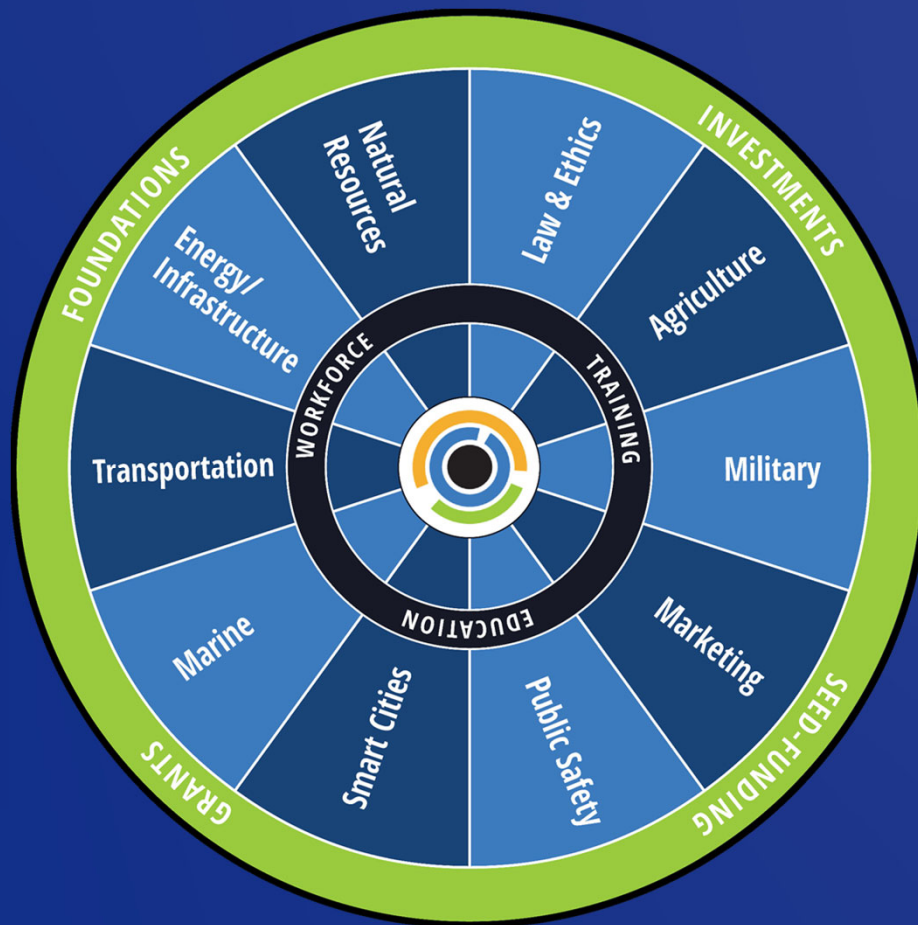 FOUNDATIONS
INVESTMENTS
SEED-FUNDING
GRANTS
Natural
Resources
Law & Ethics
Agriculture
Military
Marketing
Public Safety
Smart Cities
Marine
Transportation
Energy/
Infrastructure
WORKFORCE
TRAINING
EDUCATION